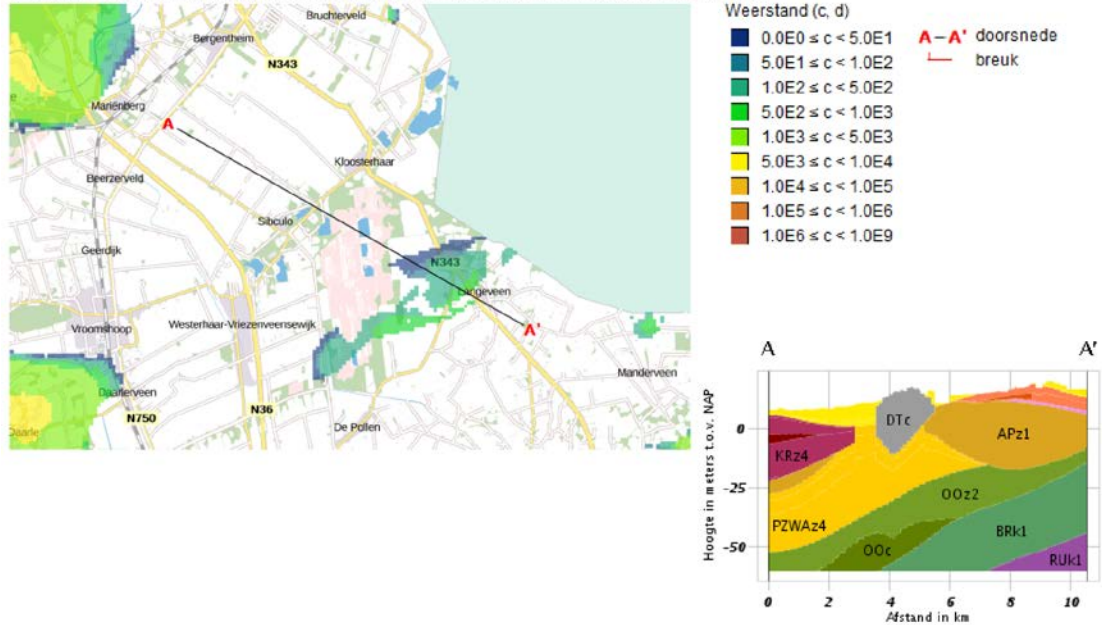 Bruchterveld
Bergentheim
N343
Mariënberg
A
Kloosterhaar
Beerzerveld
Sibculo
Geerdijk
N343
Langeveen
Vroomshoop
Westerhaar-Vriezenveensewijk
A'
Manderveen
Daarlerveen
Daarle
N36
N750
De Pollen
Weerstand (c, d)
0.0E0 ≤ c < 5.0E1
5.0E1 ≤ c < 1.0E2
1.0E2 ≤ c < 5.0E2
5.0E2 ≤ c < 1.0E3
1.0E3 ≤ c < 5.0E3
5.0E3 ≤ c < 1.0E4
1.0E4 ≤ c < 1.0E5
1.0E5 ≤ c < 1.0E6
1.0E6 ≤ c < 1.0E9
A–A' doorsnede
breuk
A A'
Hoogte in meters t.o.v. NAP
0
-25
-50
DTc
APz1
KRz4
OOz2
PZWAz4
BRk1
OOc
RUk1
0 2 4 6 8 10
Afstand in km